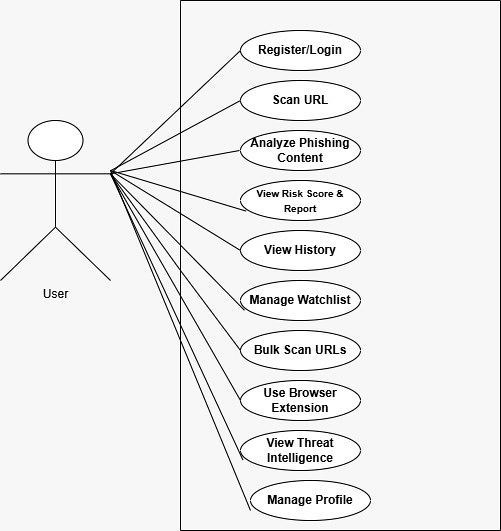 Register/Login
Scan URL
Analyze Phishing
Content
View Risk Score &
Report
View History
User
Manage Watchlist
Bulk Scan URLs
Use Browser
Extension
View Threat
Intelligence
Manage Profile